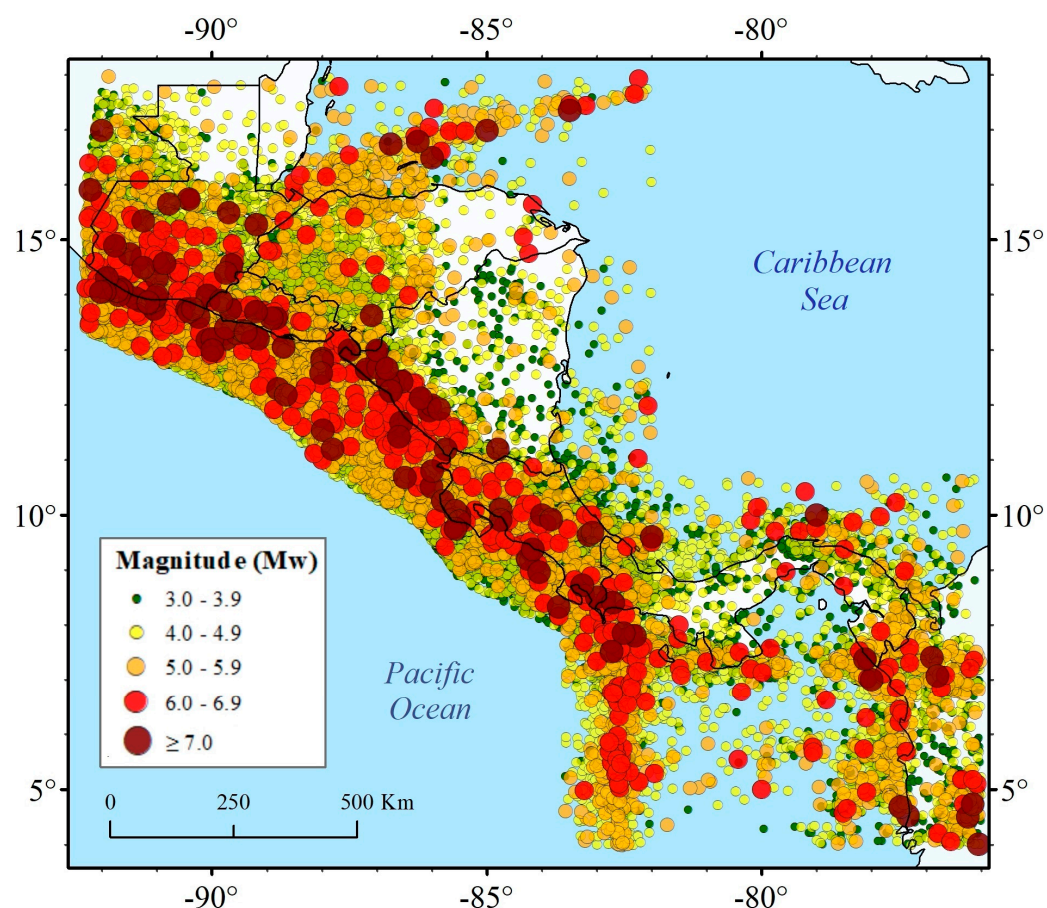 -90° -85° -80°
15° 15°
Caribbean
Sea
10° 10°
Magnitude (Mw)
3.0 - 3.9
4.0 - 4.9
5.0 - 5.9
6.0 - 6.9
≥ 7.0
Pacific
Ocean
5° 5°
0 250 500 Km
-90° -85° -80°